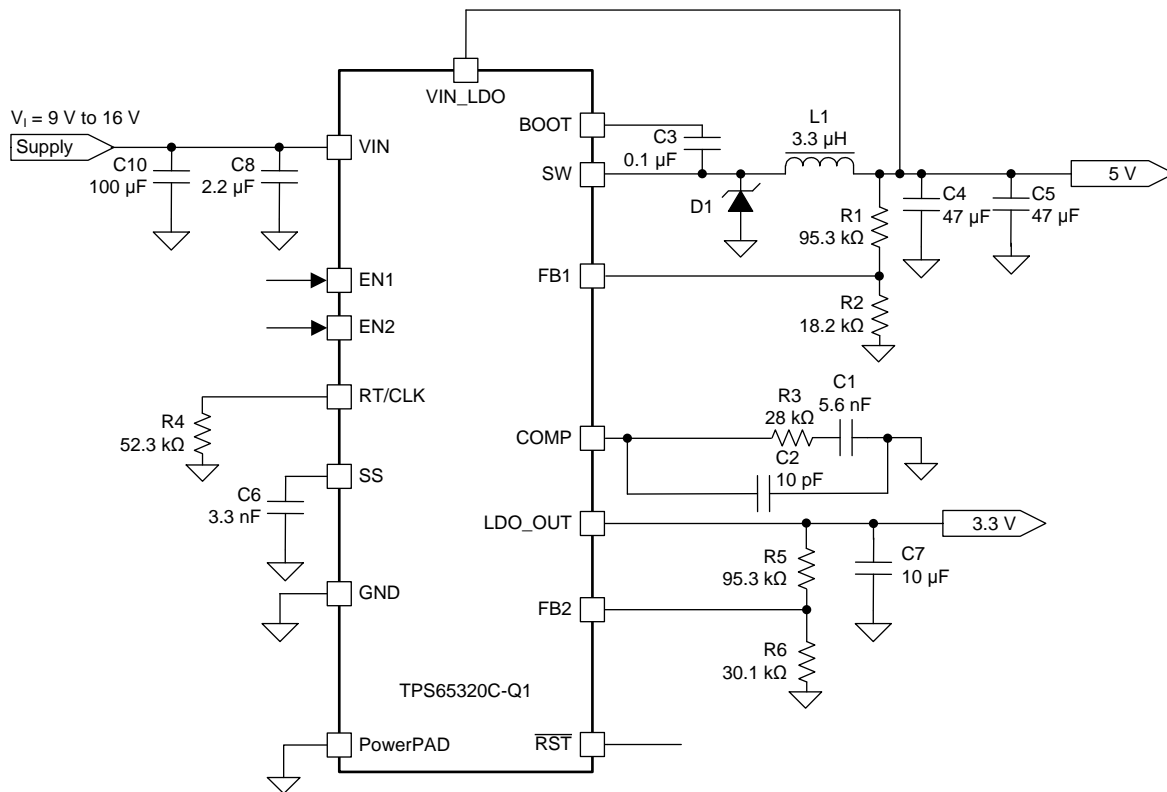 VIN_LDO
V_I = 9 V to 16 V
Supply
C10
100 µF
C8
2.2 µF
VIN
BOOT
C3
0.1 µF
L1
3.3 µH
SW
D1
5 V
C4
47 µF
C5
47 µF
R1
95.3 kΩ
EN1
FB1
EN2
R2
18.2 kΩ
RT/CLK
R4
52.3 kΩ
COMP
R3
28 kΩ
C1
5.6 nF
C2
10 pF
SS
C6
3.3 nF
LDO_OUT
3.3 V
R5
95.3 kΩ
C7
10 µF
GND
FB2
R6
30.1 kΩ
TPS65320C-Q1
PowerPAD
RST